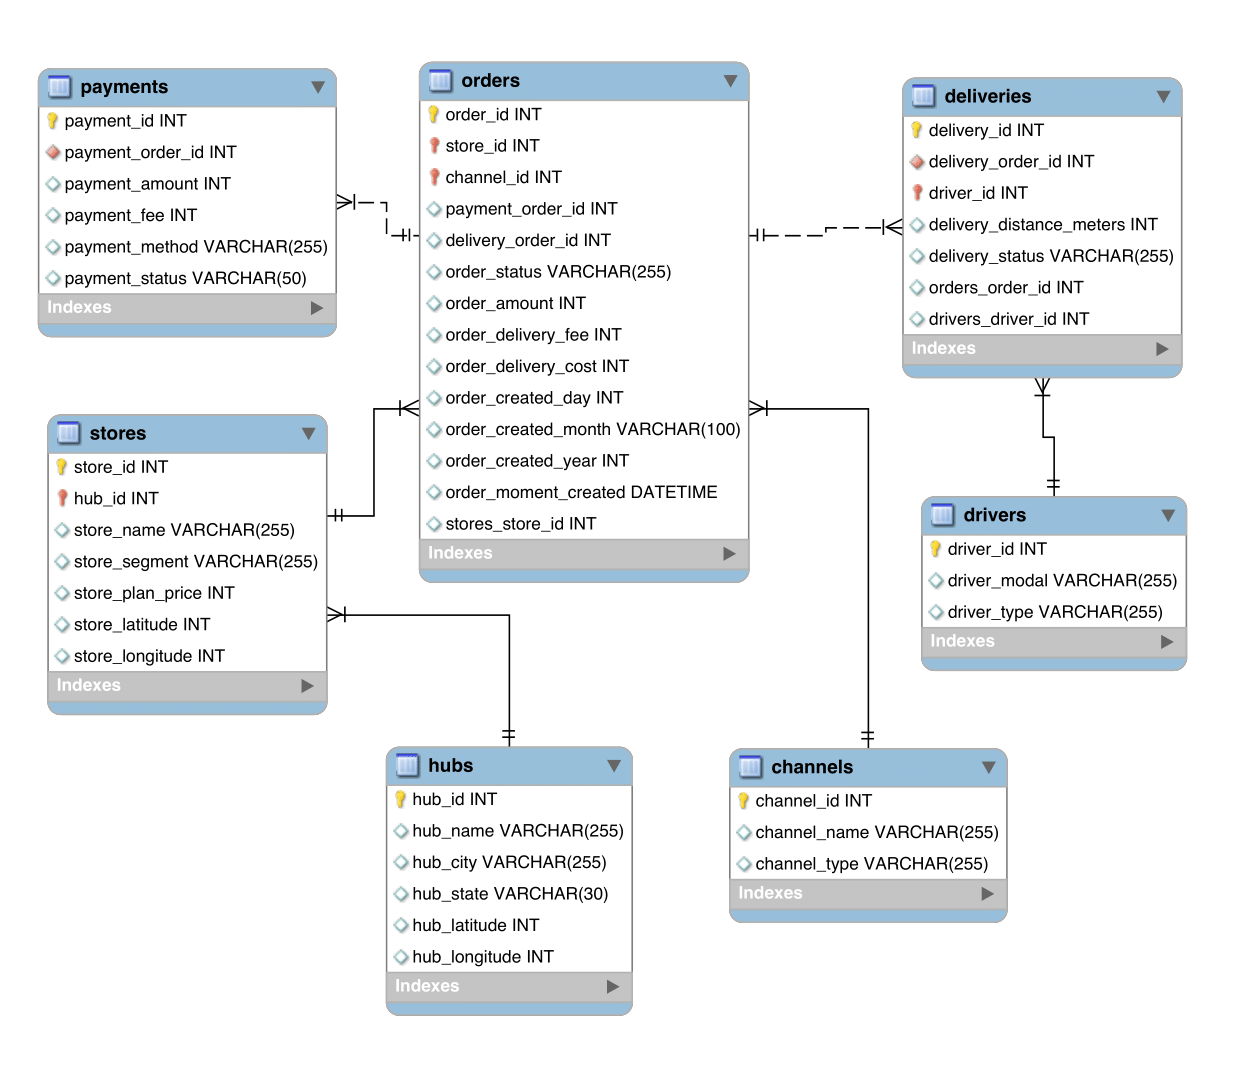 payments
payment_id INT
payment_order_id INT
payment_amount INT
payment_fee INT
payment_method VARCHAR(255)
payment_status VARCHAR(50)
Indexes
orders
order_id INT
store_id INT
channel_id INT
payment_order_id INT
delivery_order_id INT
order_status VARCHAR(255)
order_amount INT
order_delivery_fee INT
order_delivery_cost INT
order_created_day INT
order_created_month VARCHAR(100)
order_created_year INT
order_moment_created DATETIME
stores_store_id INT
Indexes
deliveries
delivery_id INT
delivery_order_id INT
driver_id INT
delivery_distance_meters INT
delivery_status VARCHAR(255)
orders_order_id INT
drivers_driver_id INT
Indexes
stores
store_id INT
hub_id INT
store_name VARCHAR(255)
store_segment VARCHAR(255)
store_plan_price INT
store_latitude INT
store_longitude INT
Indexes
drivers
driver_id INT
driver_modal VARCHAR(255)
driver_type VARCHAR(255)
Indexes
hubs
hub_id INT
hub_name VARCHAR(255)
hub_city VARCHAR(255)
hub_state VARCHAR(30)
hub_latitude INT
hub_longitude INT
Indexes
channels
channel_id INT
channel_name VARCHAR(255)
channel_type VARCHAR(255)
Indexes